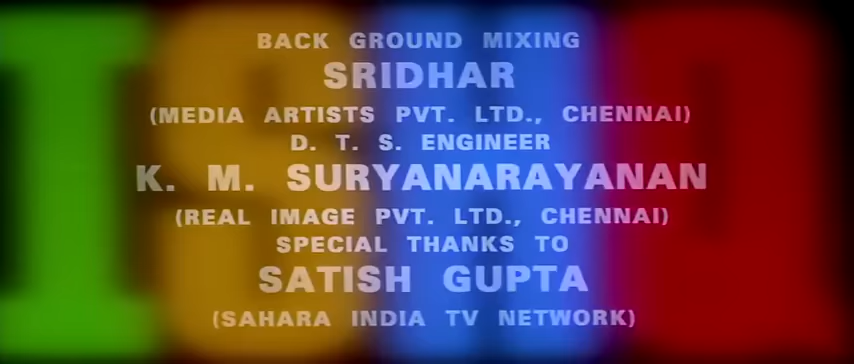 BACK GROUND MIXING
SRIDHAR
(MEDIA ARTISTS PVT. LTD., CHENNAI)
D. T. S. ENGINEER
K. M. SURYANARAYANAN
(REAL IMAGE PVT. LTD., CHENNAI)
SPECIAL THANKS TO
SATISH GUPTA
(SAHARA INDIA TV NETWORK)